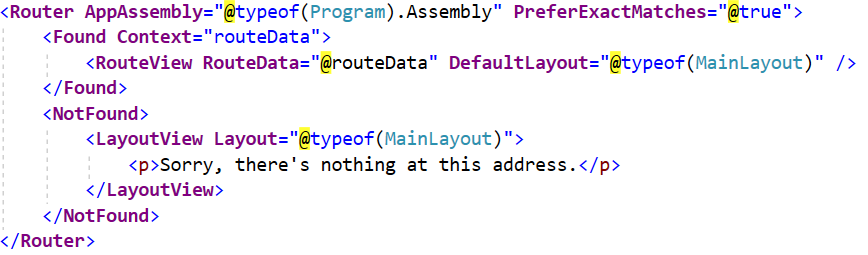 <Router AppAssembly="@typeof(Program).Assembly" PreferExactMatches="@true">
    <Found Context="routeData">
        <RouteView RouteData="@routeData" DefaultLayout="@typeof(MainLayout)" />
    </Found>
    <NotFound>
        <LayoutView Layout="@typeof(MainLayout)">
            <p>Sorry, there's nothing at this address.</p>
        </LayoutView>
    </NotFound>
</Router>